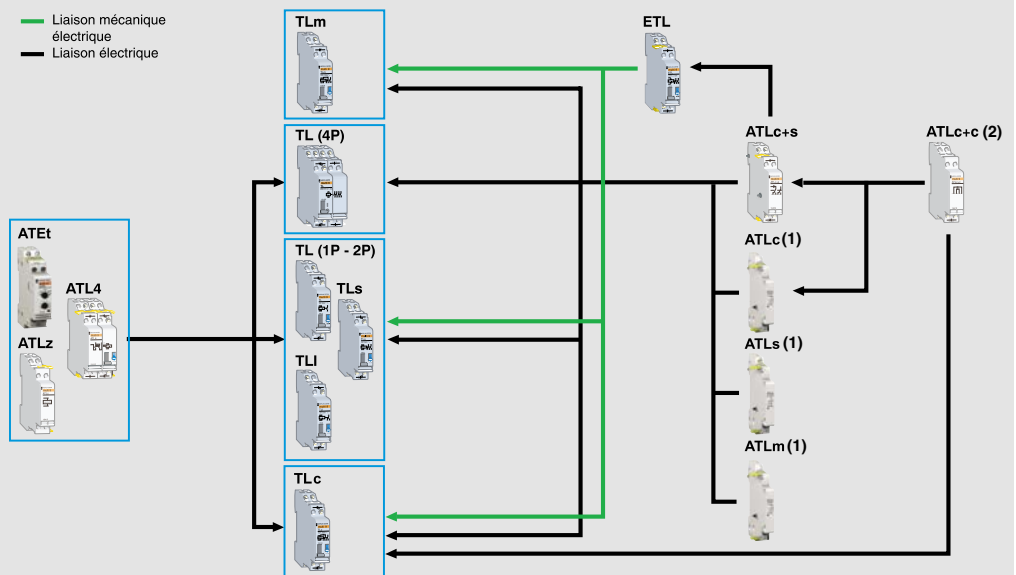 Liaison mécanique
électrique
Liaison électrique
TLm
ETL
TL (4P)
ATLc+s
ATLc+c (2)
ATEt
ATL4
ATLz
TL (1P - 2P)
TLs
TLI
ATLc (1)
ATLs (1)
ATLm (1)
TLc